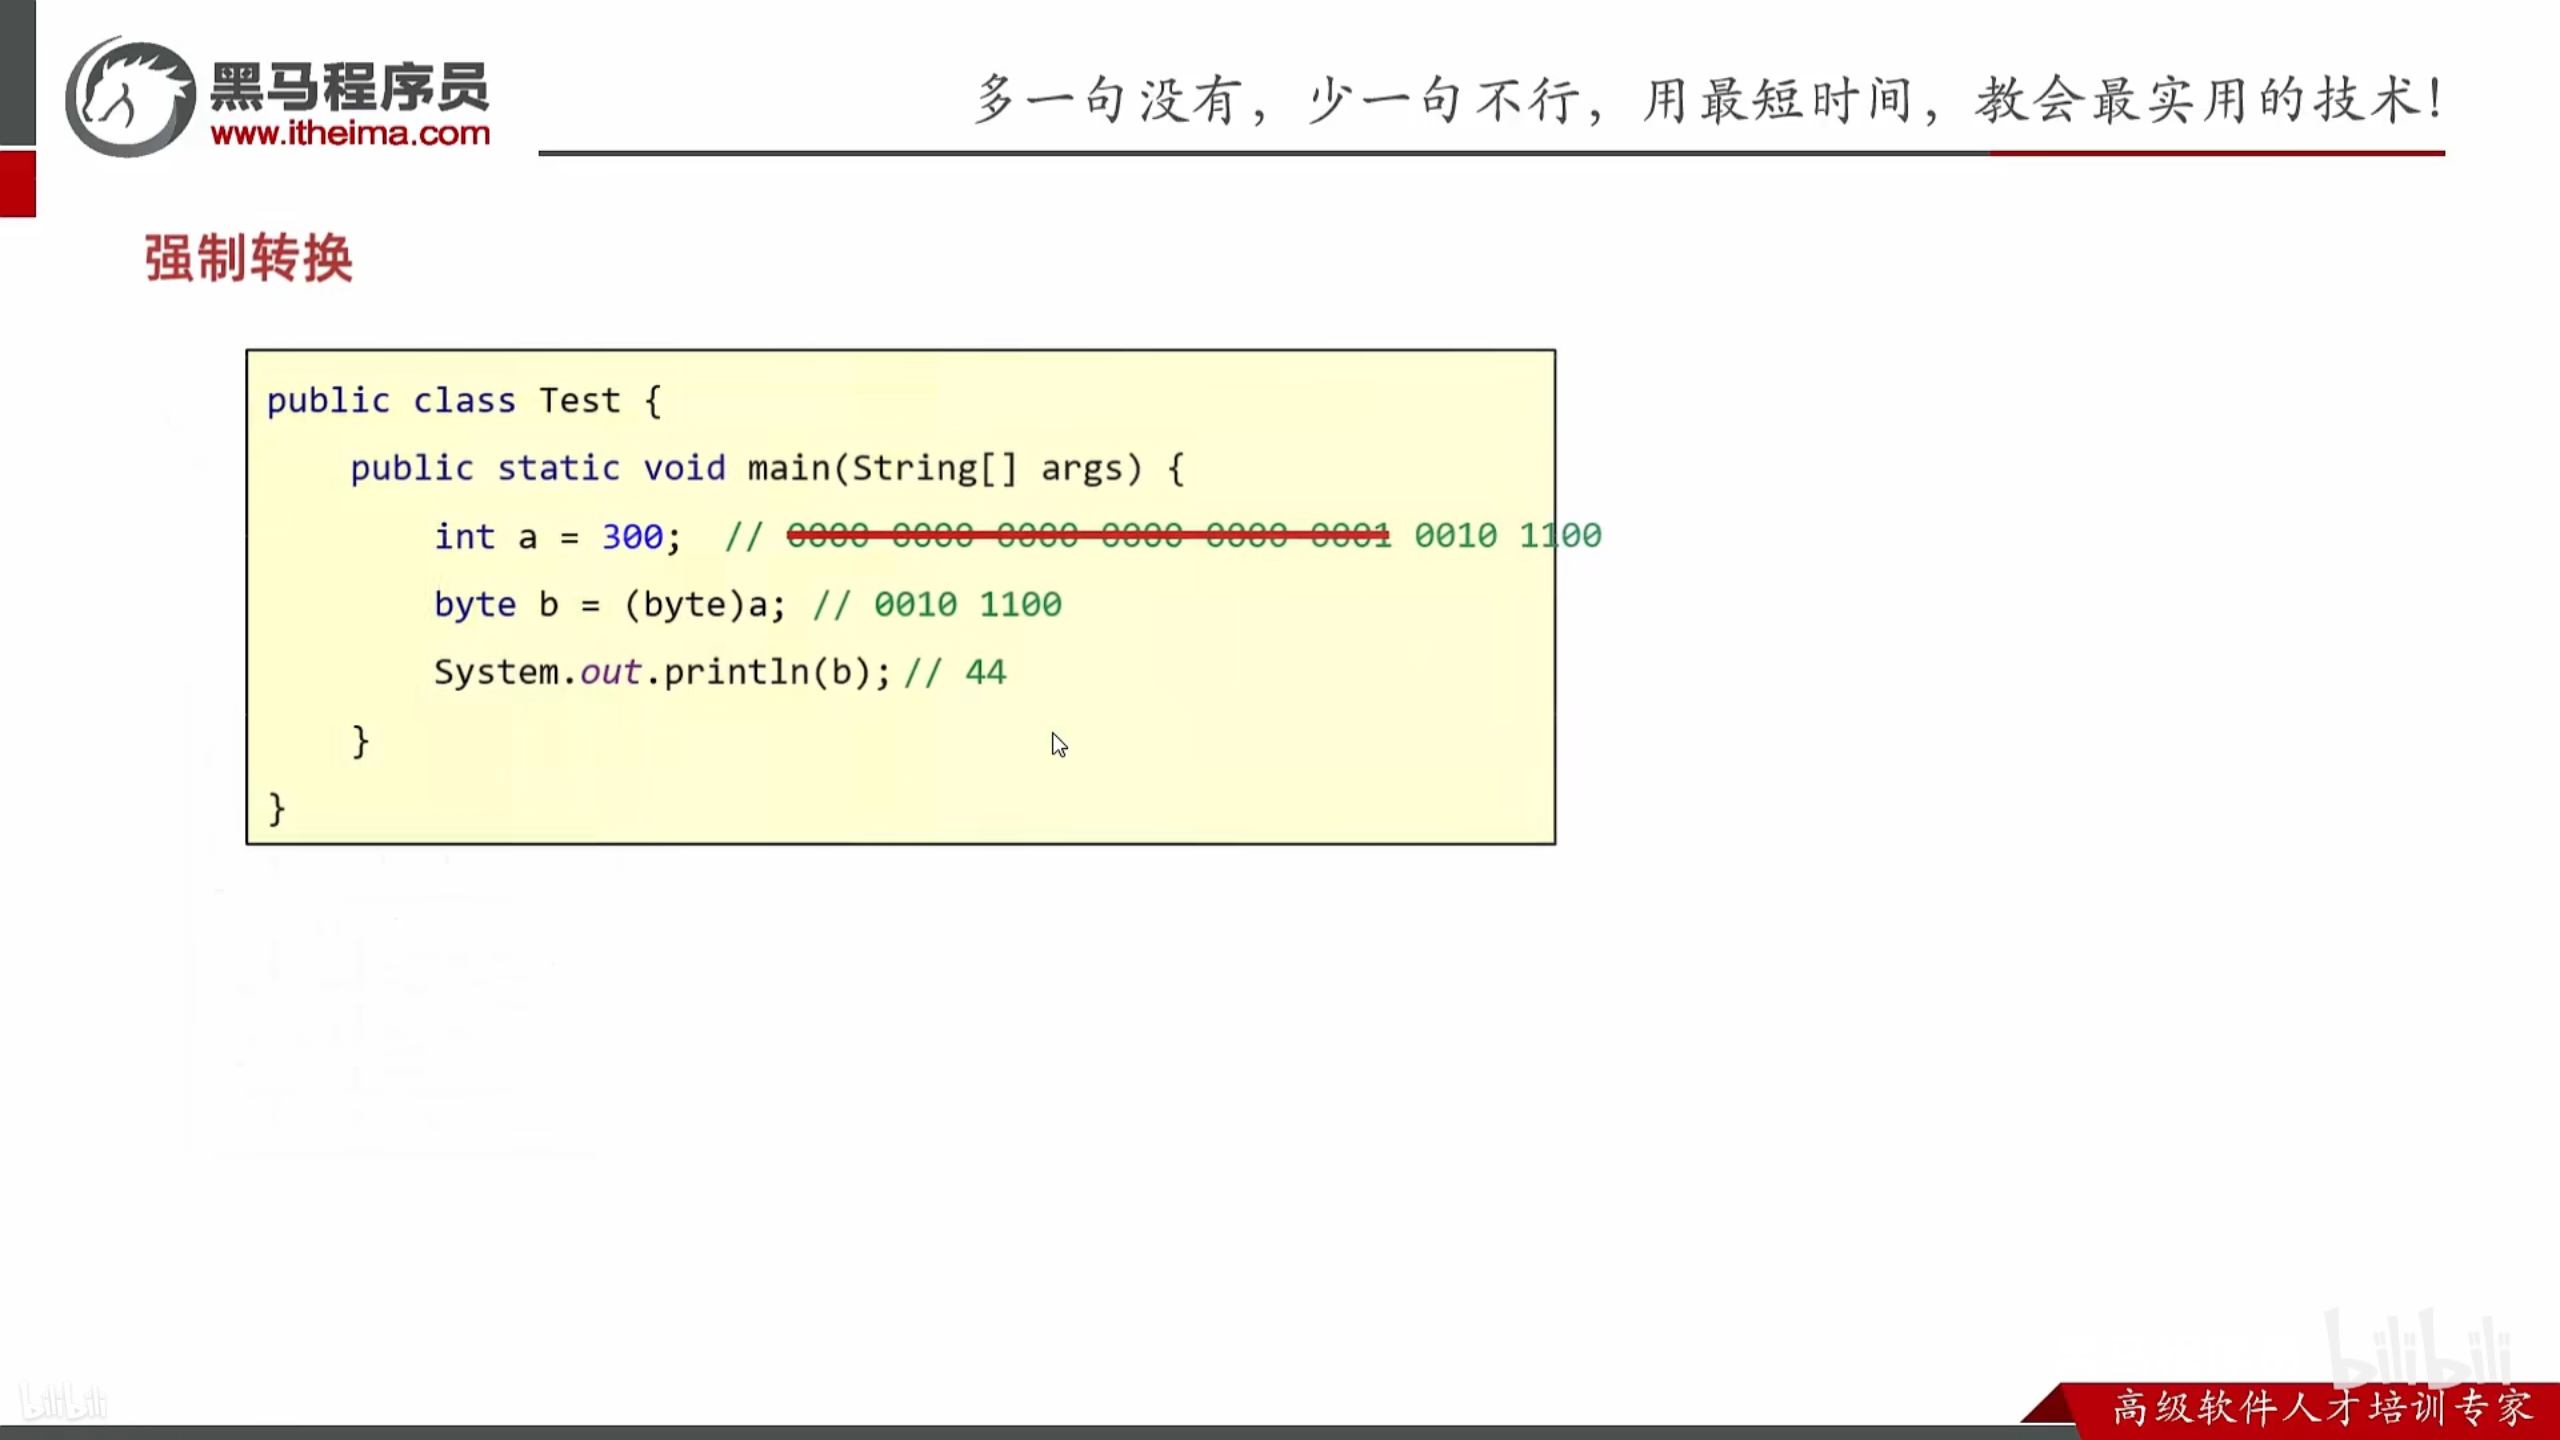 黑马程序员
www.itheima.com
多一句没有，少一句不行，用最短时间，教会最实用的技术！
强制转换
public class Test {
public static void main(String[] args) {
int a = 300; // 0000 0000 0000 0000 0000 0001 0010 1100
byte b = (byte)a; // 0010 1100
System.out.println(b); // 44
}
}
bilibili
bilibili
高级软件人才培训专家